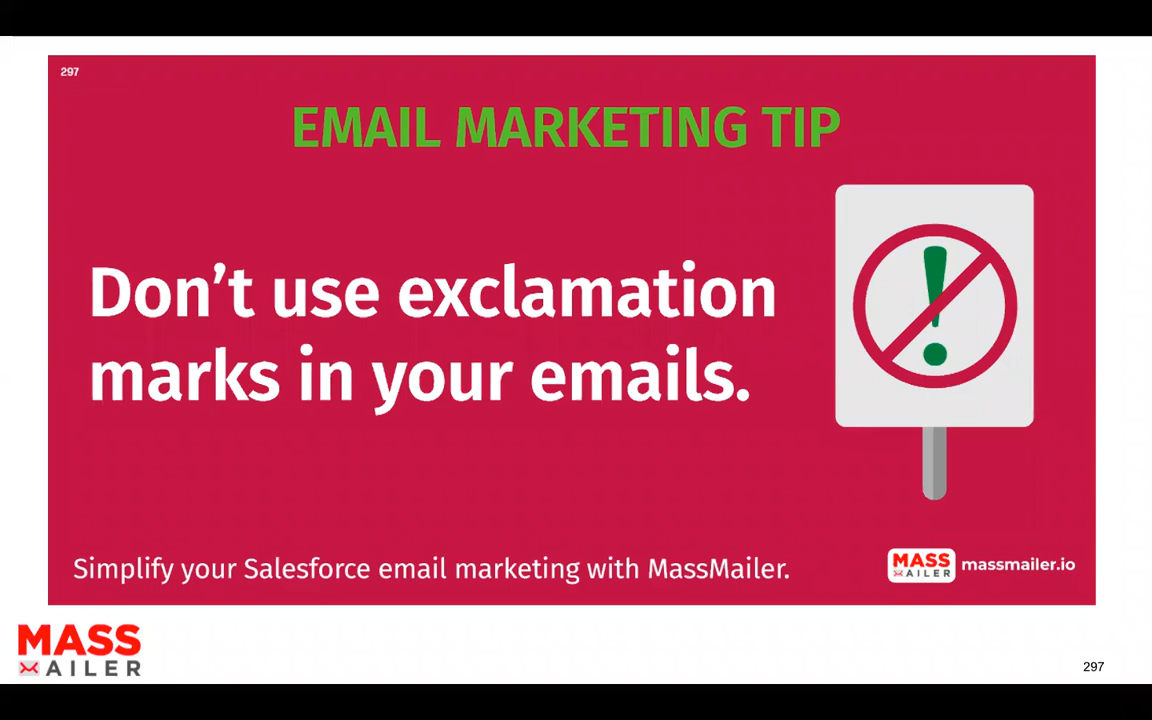 297
EMAIL MARKETING TIP
Don’t use exclamation
marks in your emails.
!
Simplify your Salesforce email marketing with MassMailer.
MASS
AILER
massmailer.io
MASS
AILER
297